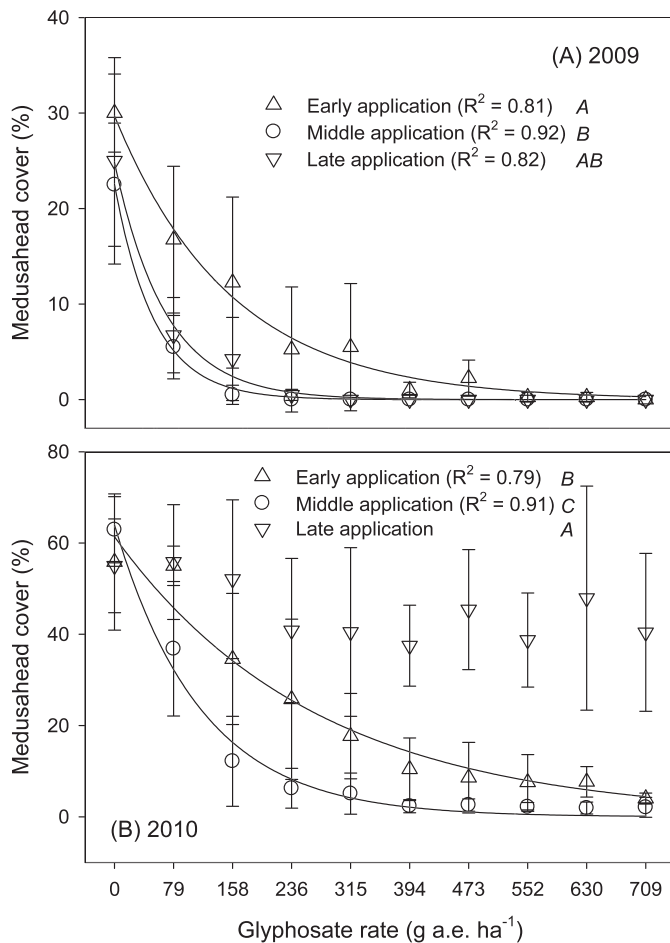 40
(A) 2009
Early application (R² = 0.81) A
30
Middle application (R² = 0.92) B
Late application (R² = 0.82) AB
20
10
0
Medusahead cover (%)
80
Early application (R² = 0.79) B
Middle application (R² = 0.91) C
60
Late application A
40
20
0
(B) 2010
Medusahead cover (%)
0 79 158 236 315 394 473 552 630 709
Glyphosate rate (g a.e. ha⁻¹)